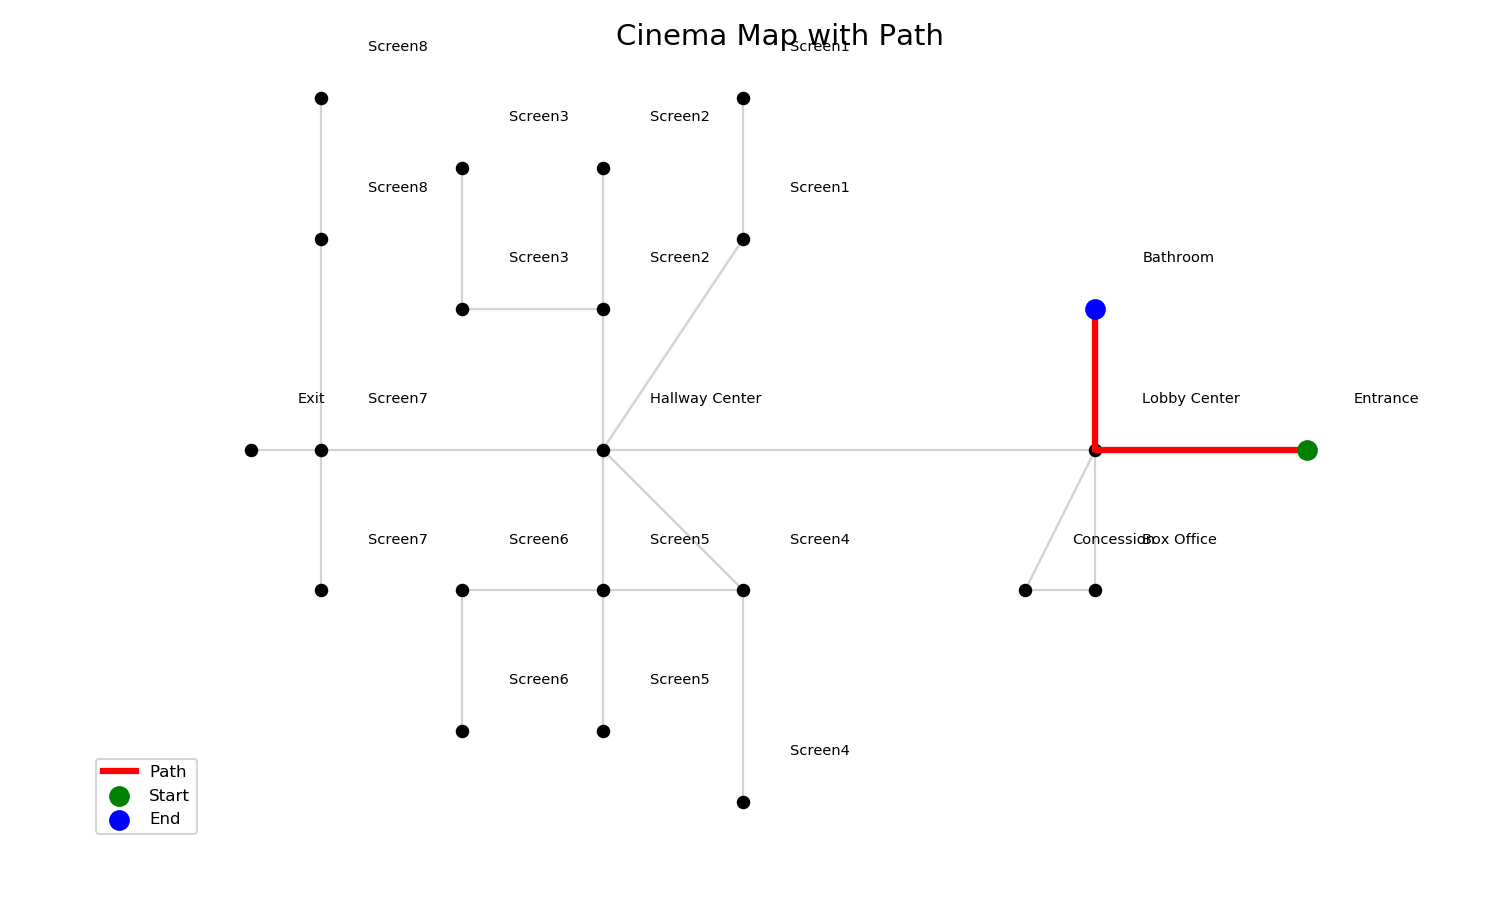 Cinema Map with Path
Screen8
Screen1
Screen3
Screen2
Screen8
Screen1
Screen3
Screen2
Bathroom
Exit
Screen7
Hallway Center
Lobby Center
Entrance
Screen7
Screen6
Screen5
Screen4
Concession
Box Office
Screen6
Screen5
Screen4
Path
Start
End